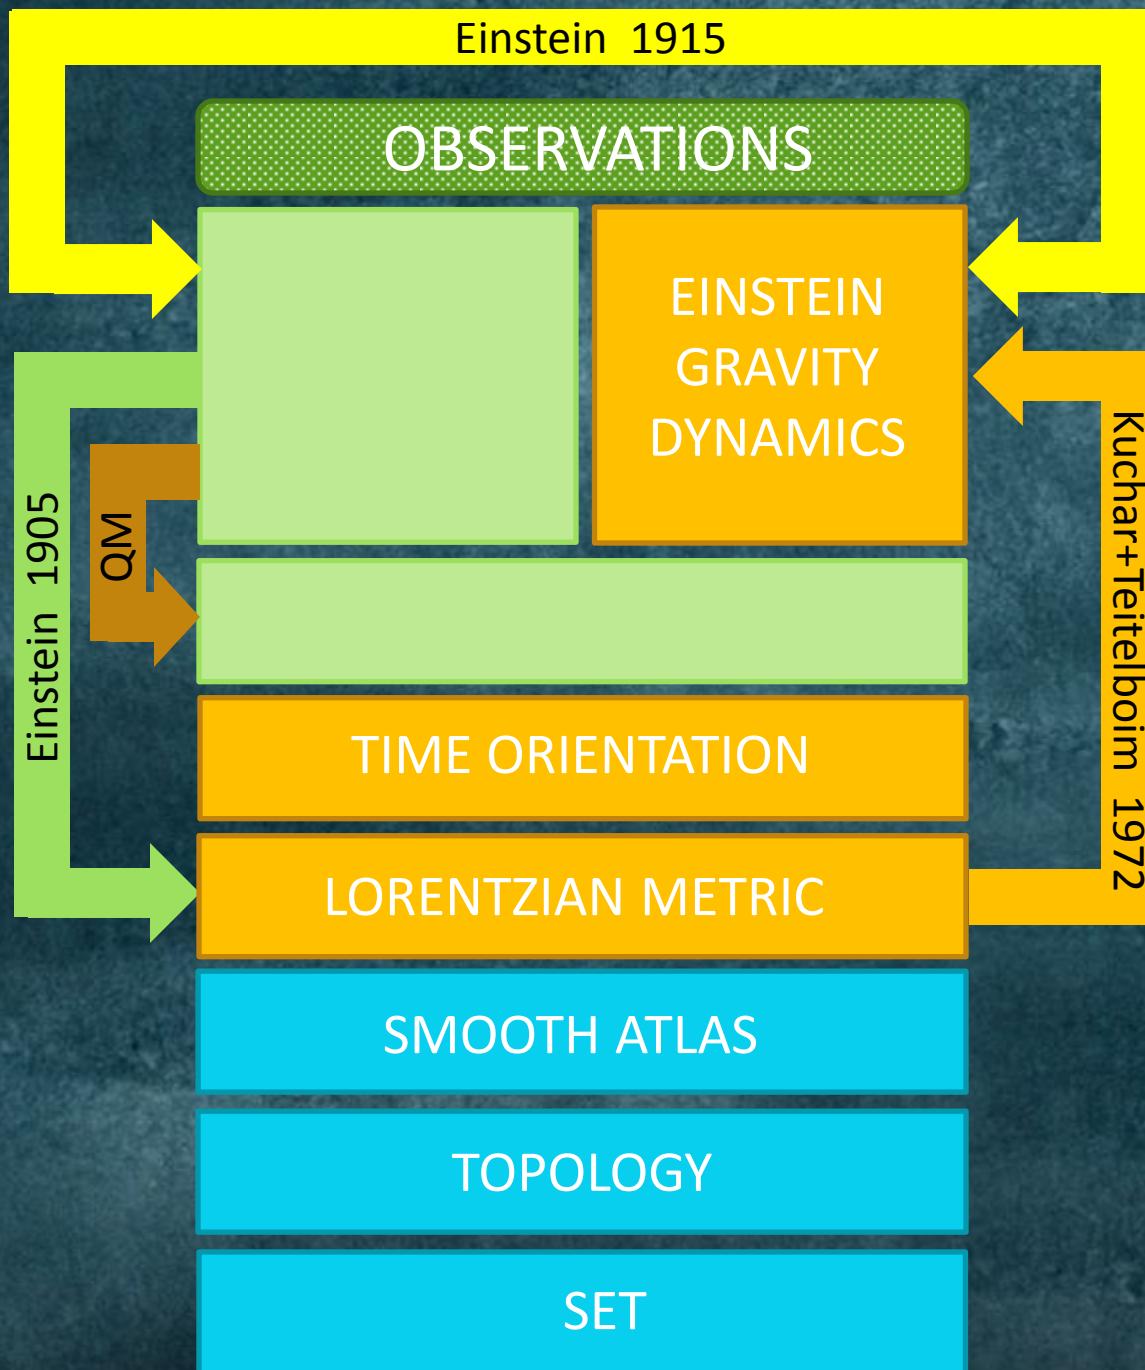 Einstein 1915
OBSERVATIONS
EINSTEIN
GRAVITY
DYNAMICS
Einstein 1905
QM
Kuchar+Teitelboim 1972
TIME ORIENTATION
LORENTZIAN METRIC
SMOOTH ATLAS
TOPOLOGY
SET